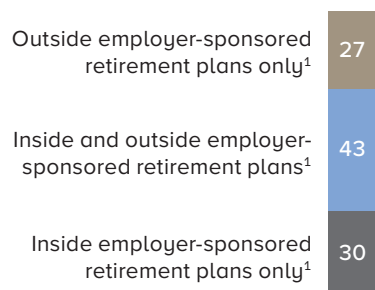 Outside employer-sponsored
retirement plans only¹
27
Inside and outside employer-
sponsored retirement plans¹
43
Inside employer-sponsored
retirement plans only¹
30